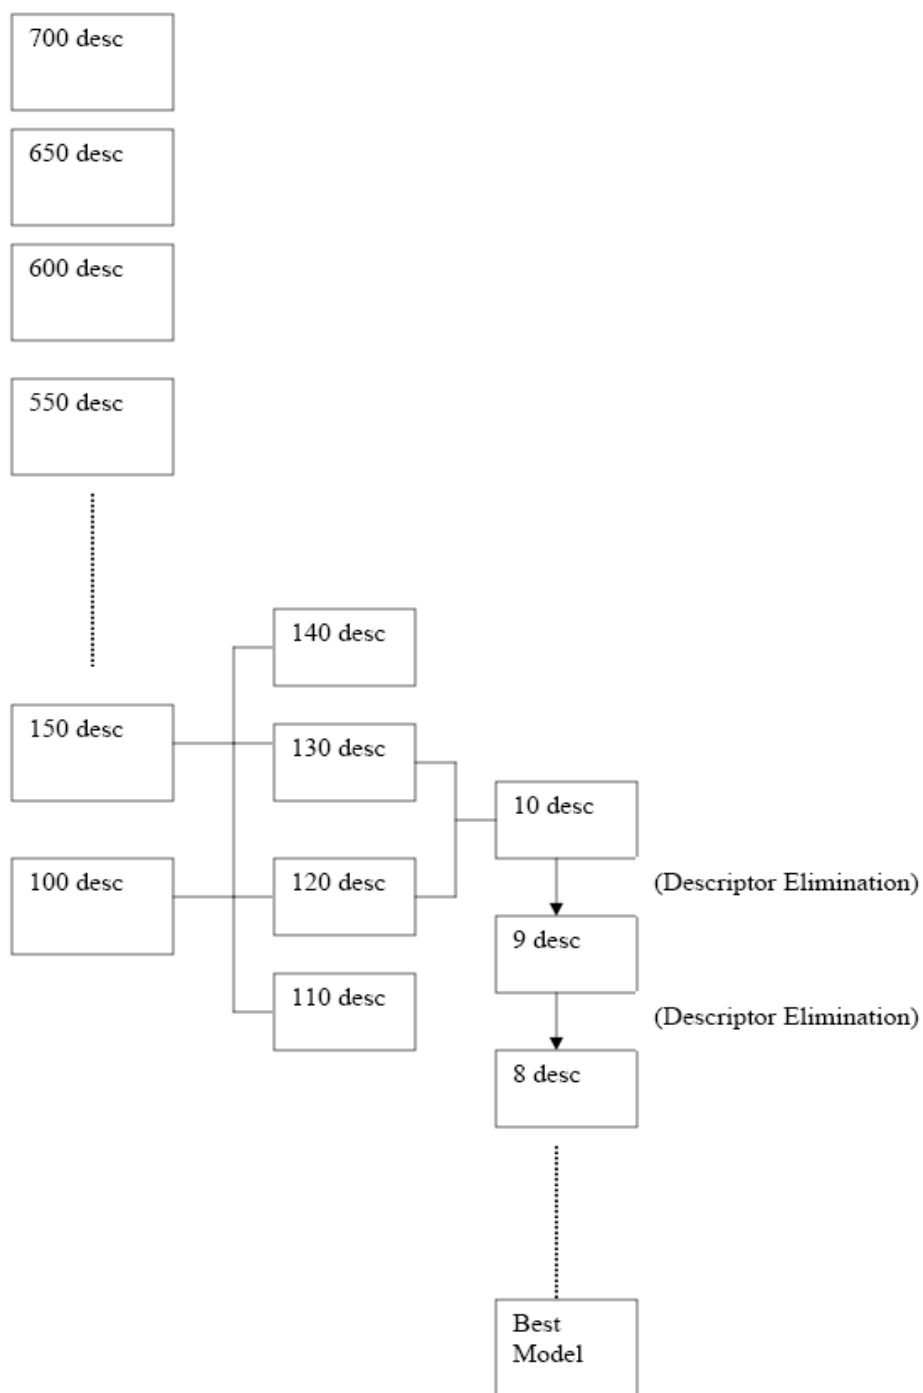 700 desc
650 desc
600 desc
550 desc
150 desc
100 desc
140 desc
130 desc
120 desc
110 desc
10 desc
(Descriptor Elimination)
9 desc
(Descriptor Elimination)
8 desc
Best
Model